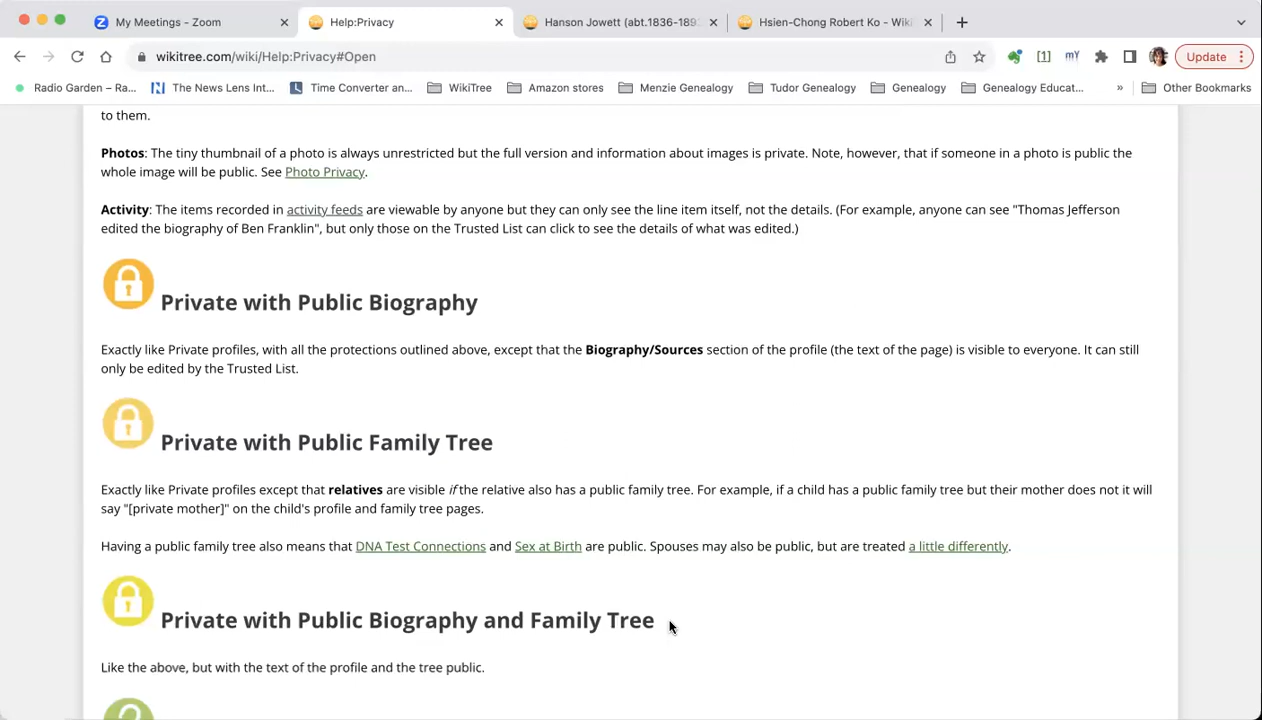 My Meetings - Zoom
Help:Privacy
Hanson Jowett (abt.1836-189
Hsien-Chong Robert Ko - Wiki
wikitree.com/wiki/Help:Privacy#Open
[1]
mY
Update
Radio Garden – Ra...
The News Lens Int...
Time Converter an...
WikiTree
Amazon stores
Menzie Genealogy
Tudor Genealogy
Genealogy
Genealogy Educat...
»
Other Bookmarks
to them.
Photos: The tiny thumbnail of a photo is always unrestricted but the full version and information about images is private. Note, however, that if someone in a photo is public the
whole image will be public. See Photo Privacy.
Activity: The items recorded in activity feeds are viewable by anyone but they can only see the line item itself, not the details. (For example, anyone can see "Thomas Jefferson
edited the biography of Ben Franklin", but only those on the Trusted List can click to see the details of what was edited.)
Private with Public Biography
Exactly like Private profiles, with all the protections outlined above, except that the Biography/Sources section of the profile (the text of the page) is visible to everyone. It can still
only be edited by the Trusted List.
Private with Public Family Tree
Exactly like Private profiles except that relatives are visible if the relative also has a public family tree. For example, if a child has a public family tree but their mother does not it will
say "[private mother]" on the child's profile and family tree pages.
Having a public family tree also means that DNA Test Connections and Sex at Birth are public. Spouses may also be public, but are treated a little differently.
Private with Public Biography and Family Tree
Like the above, but with the text of the profile and the tree public.